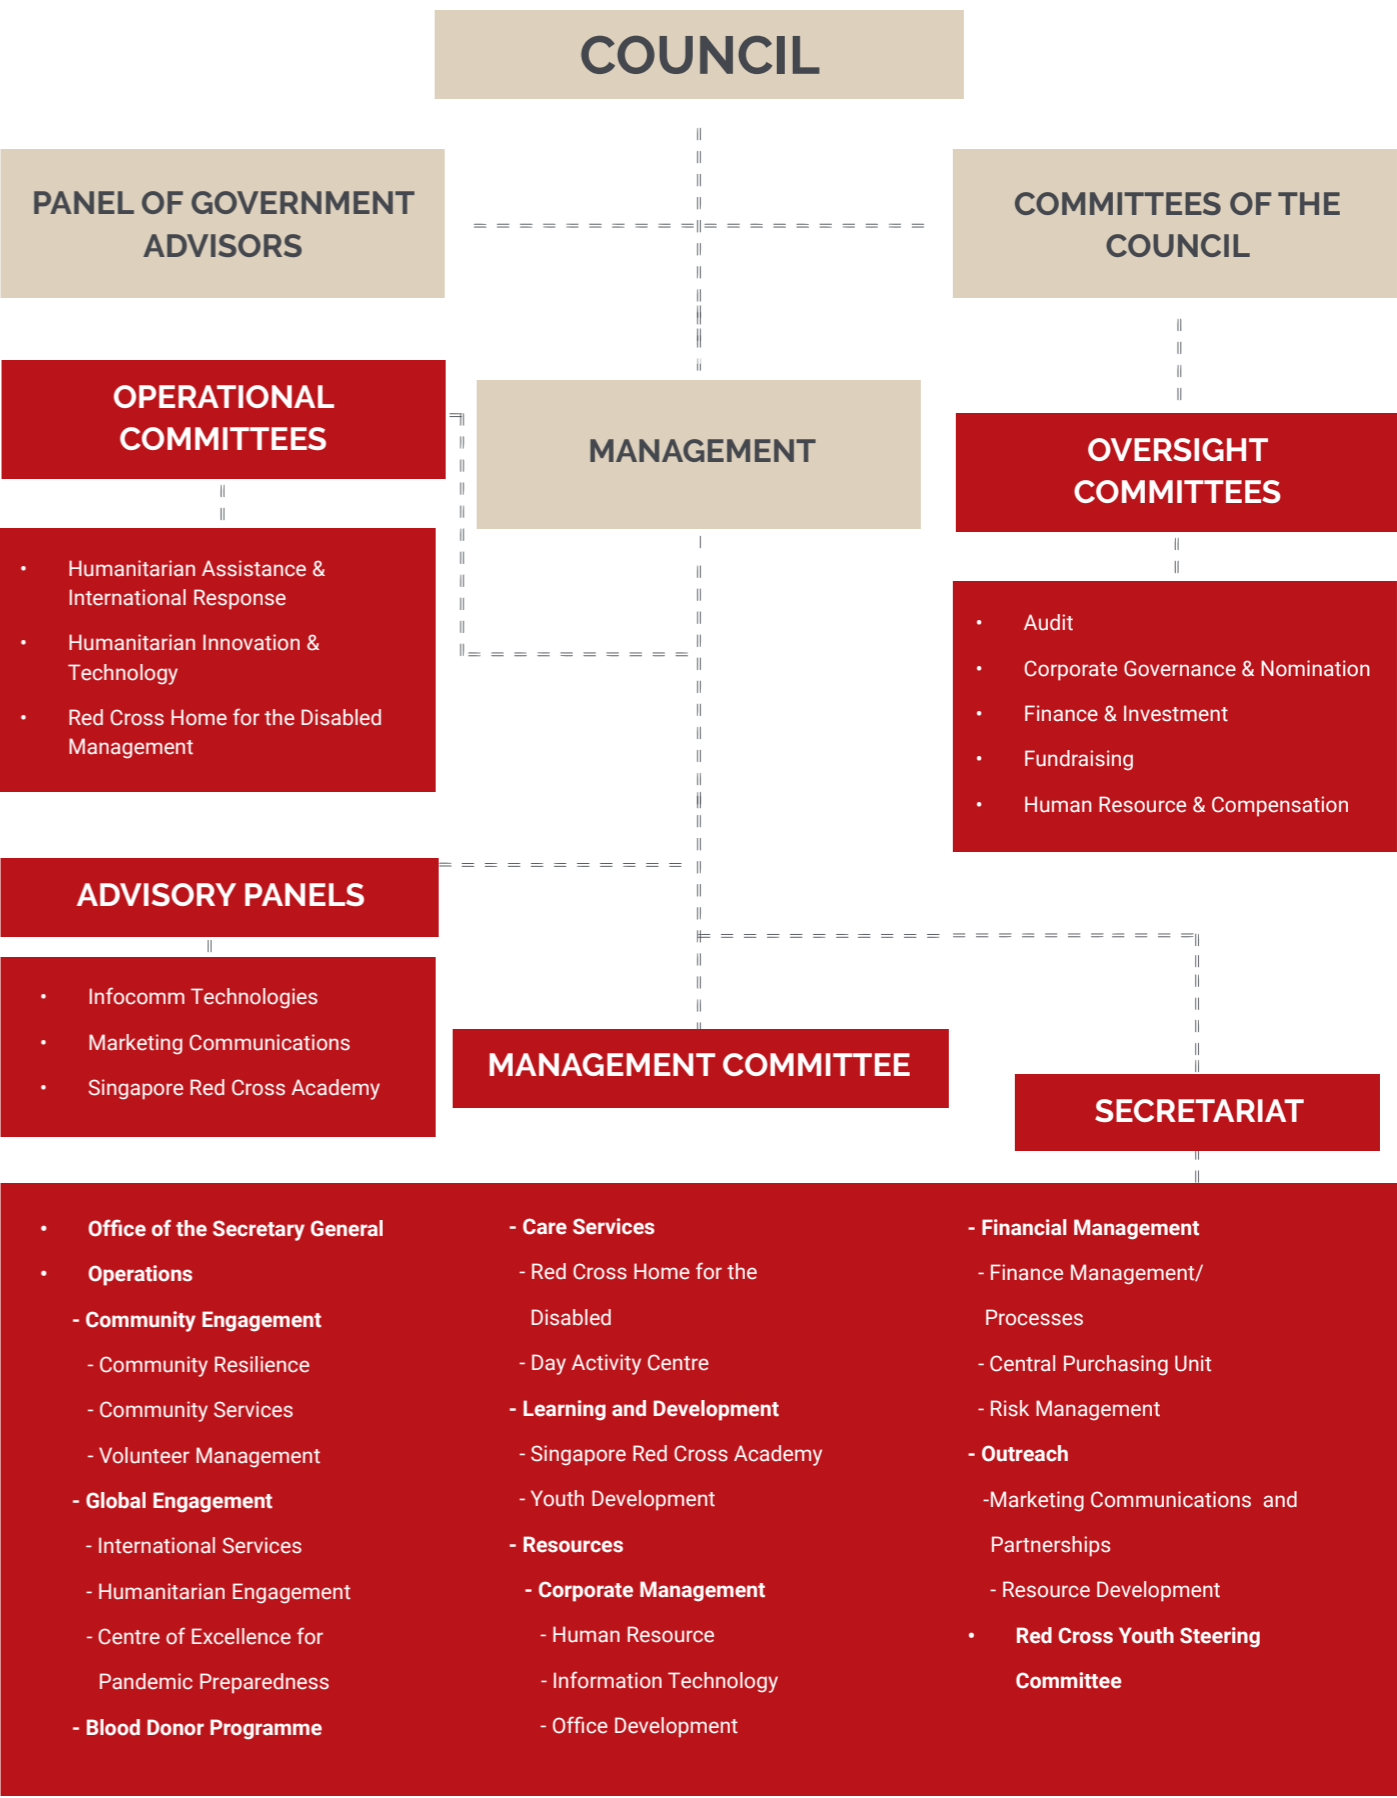 COUNCIL
PANEL OF GOVERNMENT
ADVISORS
COMMITTEES OF THE
COUNCIL
OPERATIONAL
COMMITTEES
• Humanitarian Assistance &
International Response
• Humanitarian Innovation &
Technology
• Red Cross Home for the Disabled
Management
MANAGEMENT
OVERSIGHT
COMMITTEES
• Audit
• Corporate Governance & Nomination
• Finance & Investment
• Fundraising
• Human Resource & Compensation
ADVISORY PANELS
• Infocomm Technologies
• Marketing Communications
• Singapore Red Cross Academy
MANAGEMENT COMMITTEE
SECRETARIAT
• Office of the Secretary General
• Operations
- Community Engagement
- Community Resilience
- Community Services
- Volunteer Management
- Global Engagement
- International Services
- Humanitarian Engagement
- Centre of Excellence for
Pandemic Preparedness
- Blood Donor Programme
- Care Services
- Red Cross Home for the
Disabled
- Day Activity Centre
- Learning and Development
- Singapore Red Cross Academy
- Youth Development
- Resources
- Corporate Management
- Human Resource
- Information Technology
- Office Development
- Financial Management
- Finance Management/
Processes
- Central Purchasing Unit
- Risk Management
- Outreach
-Marketing Communications  and
Partnerships
- Resource Development
• Red Cross Youth Steering
Committee